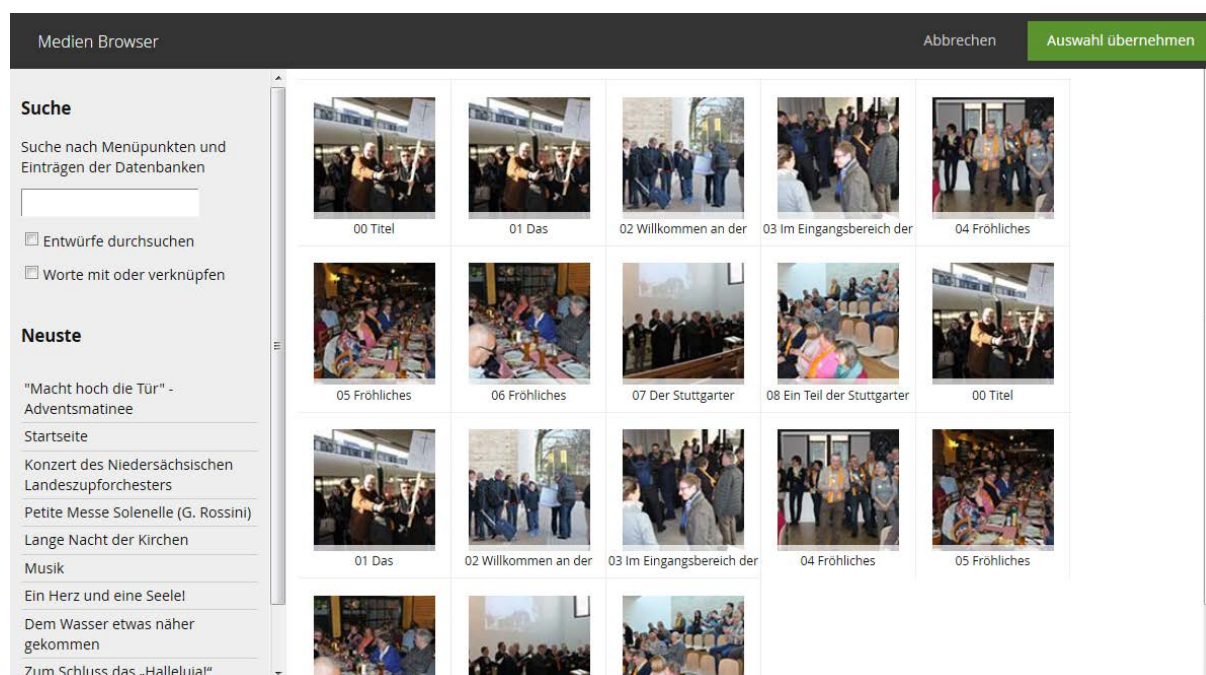 Medien Browser
Abbrechen
Auswahl übernehmen
Suche
Suche nach Menüpunkten und
Einträgen der Datenbanken
Entwürfe durchsuchen
Worte mit oder verknüpfen
Neuste
"Macht hoch die Tür" -
Adventsmatinee
Startseite
Konzert des Niedersächsischen
Landeszupforchesters
Petite Messe Solenelle (G. Rossini)
Lange Nacht der Kirchen
Musik
Ein Herz und eine Seele!
Dem Wasser etwas näher
gekommen
Zum Schluss das „Halleluja!“
00 Titel
01 Das
02 Willkommen an der
03 Im Eingangsbereich der
04 Fröhliches
05 Fröhliches
06 Fröhliches
07 Der Stuttgarter
08 Ein Teil der Stuttgarter
00 Titel
01 Das
02 Willkommen an der
03 Im Eingangsbereich der
04 Fröhliches
05 Fröhliches